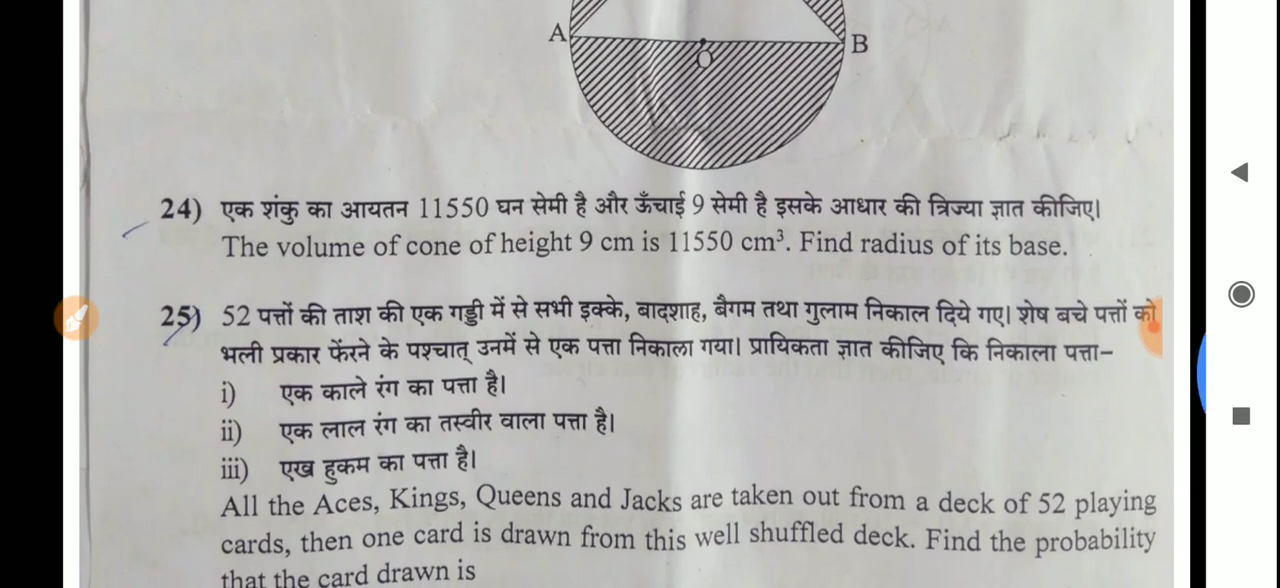 A
B
O
24) एक शंकु का आयतन 11550 घन सेमी है और ऊँचाई 9 सेमी है इसके आधार की त्रिज्या ज्ञात कीजिए।
The volume of cone of height 9 cm is 11550 cm³. Find radius of its base.
25) 52 पत्तों की ताश की एक गड्डी में से सभी इक्के, बादशाह, बैगम तथा गुलाम निकाल दिये गए। शेष बचे पत्तों को
भली प्रकार फेंरने के पश्चात् उनमें से एक पत्ता निकाला गया। प्रायिकता ज्ञात कीजिए कि निकाला पत्ता–
i) एक काले रंग का पत्ता है।
ii) एक लाल रंग का तस्वीर वाला पत्ता है।
iii) एख हुकम का पत्ता है।
All the Aces, Kings, Queens and Jacks are taken out from a deck of 52 playing
cards, then one card is drawn from this well shuffled deck. Find the probability
that the card drawn is